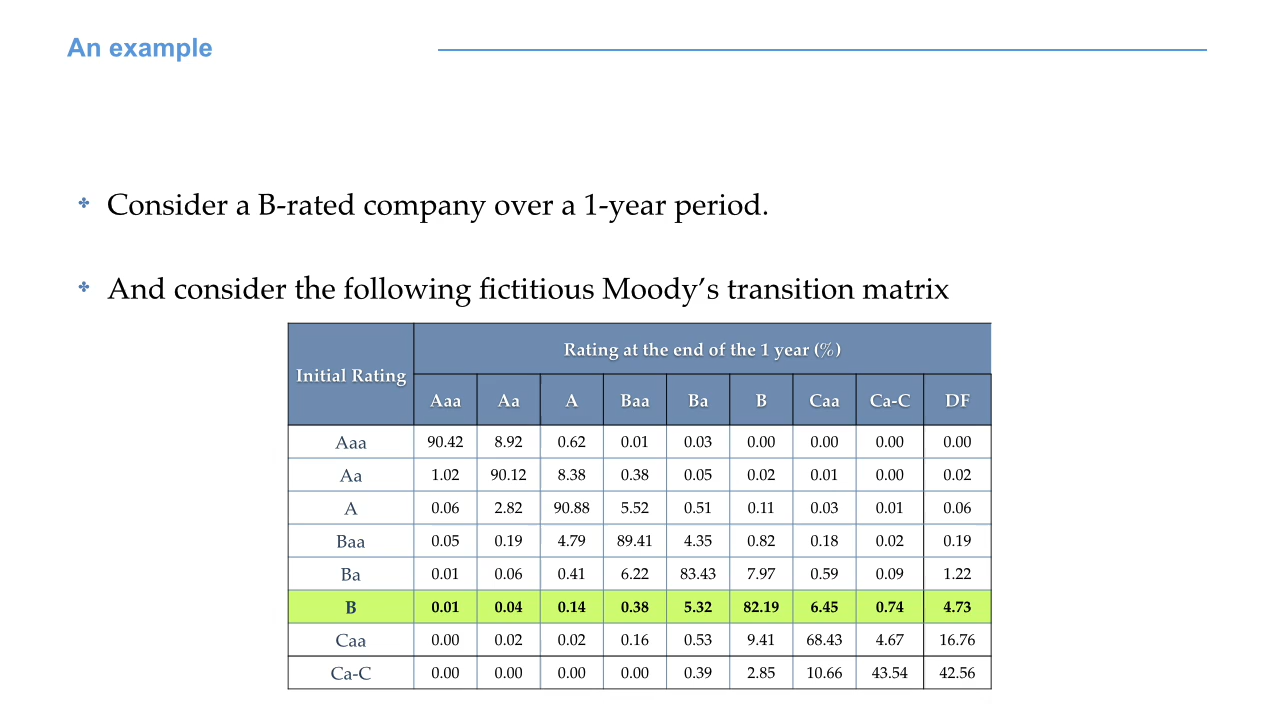 An example
Consider a B-rated company over a 1-year period.
And consider the following fictitious Moody’s transition matrix
Initial Rating
Rating at the end of the 1 year (%)
Aaa Aa A Baa Ba B Caa Ca-C DF
Aaa 90.42 8.92 0.62 0.01 0.03 0.00 0.00 0.00 0.00
Aa 1.02 90.12 8.38 0.38 0.05 0.02 0.01 0.00 0.02
A 0.06 2.82 90.88 5.52 0.51 0.11 0.03 0.01 0.06
Baa 0.05 0.19 4.79 89.41 4.35 0.82 0.18 0.02 0.19
Ba 0.01 0.06 0.41 6.22 83.43 7.97 0.59 0.09 1.22
B 0.01 0.04 0.14 0.38 5.32 82.19 6.45 0.74 4.73
Caa 0.00 0.02 0.02 0.16 0.53 9.41 68.43 4.67 16.76
Ca-C 0.00 0.00 0.00 0.00 0.39 2.85 10.66 43.54 42.56